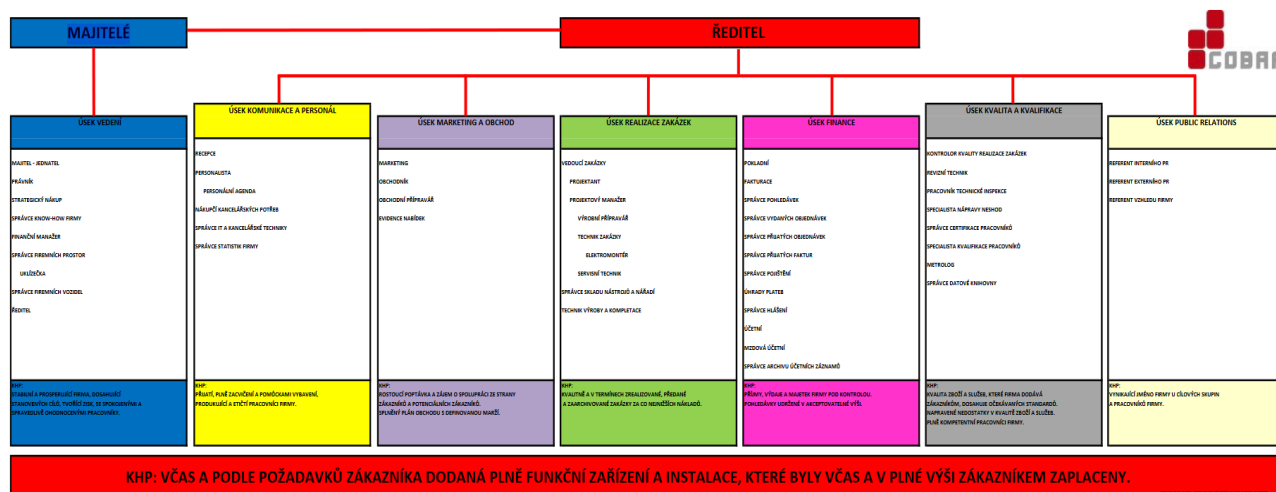 MAJITELÉ
ŘEDITEL
COBAR
ÚSEK VEDENÍ
MAJITEL - JEDNATEL
PRÁVNÍK
STRATEGICKÝ NÁKUP
SPRÁVCE KNOW-HOW FIRMY
FINANČNÍ MANAŽER
SPRÁVCE FIREMNÍCH PROSTOR
UKLÍZEČKA
SPRÁVCE FIREMNÍCH VOZIDEL
ŘEDITEL
KHP:
STABILNÍ A PROSPERUJÍCÍ FIRMA, DOSAHUJÍCÍ
STANOVENÝCH CÍLŮ, TVOŘÍCÍ ZISK, SE SPOKOJENÝMI A
SPRAVEDLIVĚ OHODNOCENÝMI PRACOVNÍKY.
ÚSEK KOMUNIKACE A PERSONÁL
RECEPCE
PERSONALISTA
PERSONÁLNÍ AGENDA
NÁKUPČÍ KANCELÁŘSKÝCH POTŘEB
SPRÁVCE IT A KANCELÁŘSKÉ TECHNIKY
SPRÁVCE STATISTIK FIRMY
KHP:
PŘIJATÍ, PLNĚ ZACVIČENÍ A POMŮCKAMI VYBAVENÍ,
PRODUKUJÍCÍ A ETIČTÍ PRACOVNÍCI FIRMY.
ÚSEK MARKETING A OBCHOD
MARKETING
OBCHODNÍK
OBCHODNÍ PŘÍPRAVÁŘ
EVIDENCE NABÍDEK
KHP:
ROSTOUCÍ POPTÁVKA A ZÁJEM O SPOLUPRÁCI ZE STRANY
ZÁKAZNÍKŮ A POTENCIÁLNÍCH ZÁKAZNÍKŮ.
SPLNĚNÝ PLÁN OBCHODU S DEFINOVANOU MARŽÍ.
ÚSEK REALIZACE ZAKÁZEK
VEDOUCÍ ZAKÁZKY
PROJEKTANT
PROJEKTOVÝ MANAŽER
VÝROBNÍ PŘÍPRAVÁŘ
TECHNIK ZAKÁZKY
ELEKTROMONTÉR
SERVISNÍ TECHNIK
SPRÁVCE SKLADU NÁSTROJŮ A NÁŘADÍ
TECHNIK VÝROBY A KOMPLETACE
KHP:
KVALITNĚ A V TERMÍNECH ZREALIZOVANÉ, PŘEDANÉ
A ZAARCHIVOVANÉ ZAKÁZKY ZA CO NEJNIŽŠÍCH NÁKLADŮ.
ÚSEK FINANCE
POKLADNÍ
FAKTURACE
SPRÁVCE POHLEDÁVEK
SPRÁVCE VYDANÝCH OBJEDNÁVEK
SPRÁVCE PŘIJATÝCH OBJEDNÁVEK
SPRÁVCE PŘIJATÝCH FAKTUR
SPRÁVCE POJIŠTĚNÍ
ÚHRADY PLATEB
SPRÁVCE HLÁŠENÍ
ÚČETNÍ
MZDOVÁ ÚČETNÍ
SPRÁVCE ARCHIVU ÚČETNÍCH ZÁZNAMŮ
KHP:
PŘÍJMY, VÝDAJE A MAJETEK FIRMY POD KONTROLOU.
POHLEDÁVKY UDRŽENÉ V AKCEPTOVATELNÉ VÝŠI.
ÚSEK KVALITA A KVALIFIKACE
KONTROLOR KVALITY REALIZACE ZAKÁZEK
REVIZNÍ TECHNIK
PRACOVNÍK TECHNICKÉ INSPEKCE
SPECIALISTA NÁPRAVY NESHOD
SPRÁVCE CERTIFIKACE PRACOVNÍKŮ
SPECIALISTA KVALIFIKACE PRACOVNÍKŮ
METROLOG
SPRÁVCE DATOVÉ KNIHOVNY
KHP:
KVALITA ZBOŽÍ A SLUŽEB, KTERÉ FIRMA DODÁVÁ
ZÁKAZNÍKŮM, DOSAHUJE OČEKÁVANÝCH STANDARDŮ.
NAPRAVENÉ NEDOSTATKY V KVALITĚ ZBOŽÍ A SLUŽEB.
PLNĚ KOMPETENTNÍ PRACOVNÍCI FIRMY.
ÚSEK PUBLIC RELATIONS
REFERENT INTERNÍHO PR
REFERENT EXTERNÍHO PR
REFERENT VZHLEDU FIRMY
KHP:
VYNIKAJÍCÍ JMÉNO FIRMY U CÍLOVÝCH SKUPIN
A PRACOVNÍKŮ FIRMY.
KHP: VČAS A PODLE POŽADAVKŮ ZÁKAZNÍKA DODANÁ PLNĚ FUNKČNÍ ZAŘÍZENÍ A INSTALACE, KTERÉ BYLY VČAS A V PLNÉ VÝŠI ZÁKAZNÍKEM ZAPLACENY.